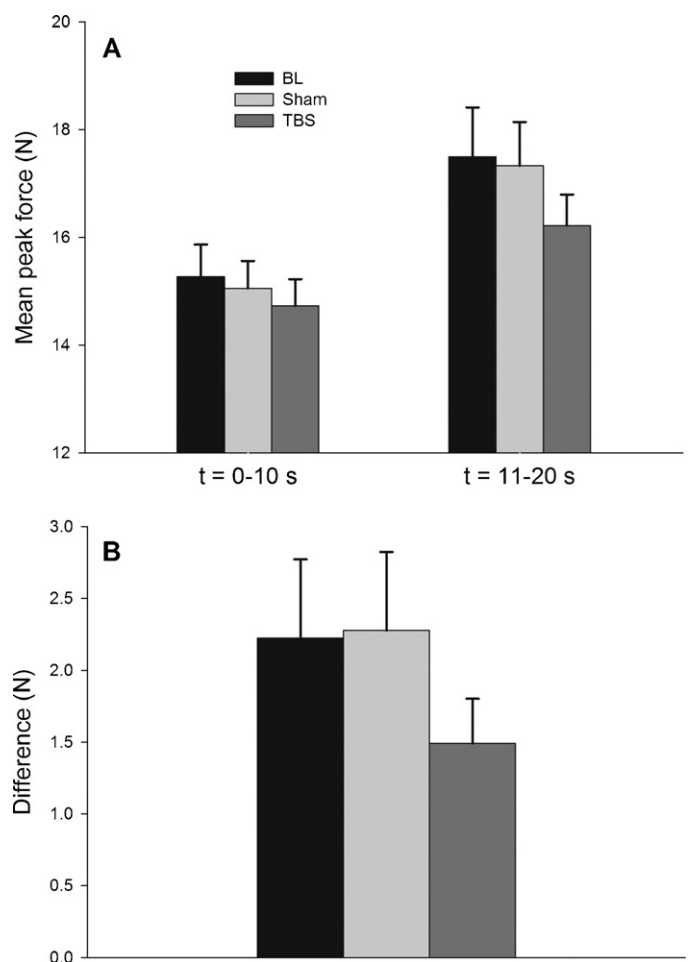 A
BL
Sham
TBS
Mean peak force (N)
20
18
16
14
12
t = 0-10 s
t = 11-20 s
B
Difference (N)
3.0
2.5
2.0
1.5
1.0
0.5
0.0